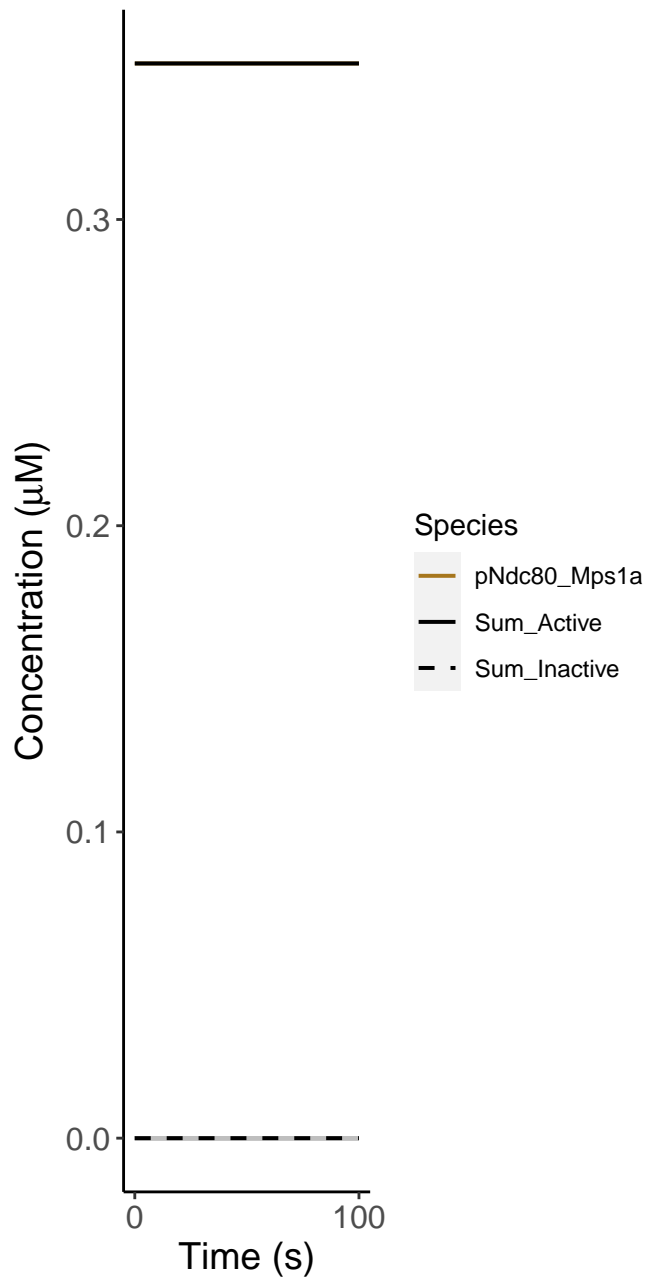 0.3
0.2
0.1
0.0
Concentration (μM)
0 100
Time (s)
Species
pNdc80_Mps1a
Sum_Active
Sum_Inactive